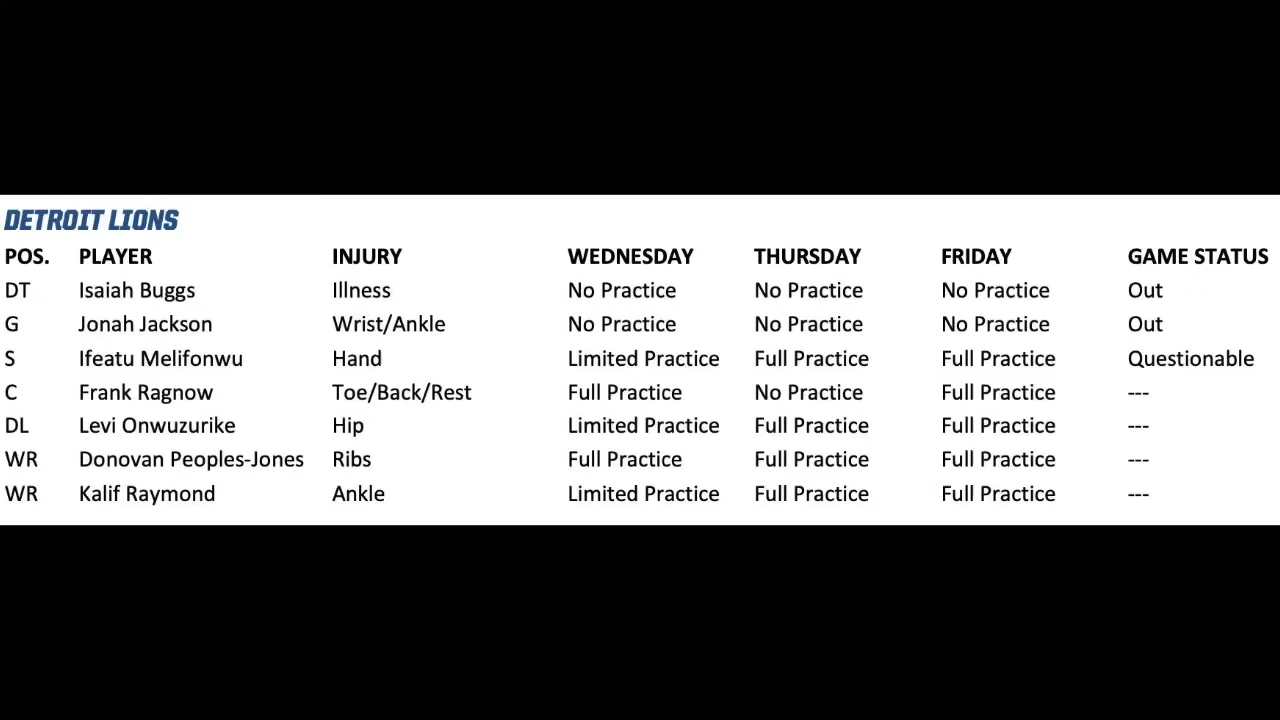 DETROIT LIONS
POS. PLAYER INJURY WEDNESDAY THURSDAY FRIDAY GAME STATUS
DT Isaiah Buggs Illness No Practice No Practice No Practice Out
G Jonah Jackson Wrist/Ankle No Practice No Practice No Practice Out
S Ifeatu Melifonwu Hand Limited Practice Full Practice Full Practice Questionable
C Frank Ragnow Toe/Back/Rest Full Practice No Practice Full Practice ---
DL Levi Onwuzurike Hip Limited Practice Full Practice Full Practice ---
WR Donovan Peoples-Jones Ribs Full Practice Full Practice Full Practice ---
WR Kalif Raymond Ankle Limited Practice Full Practice Full Practice ---